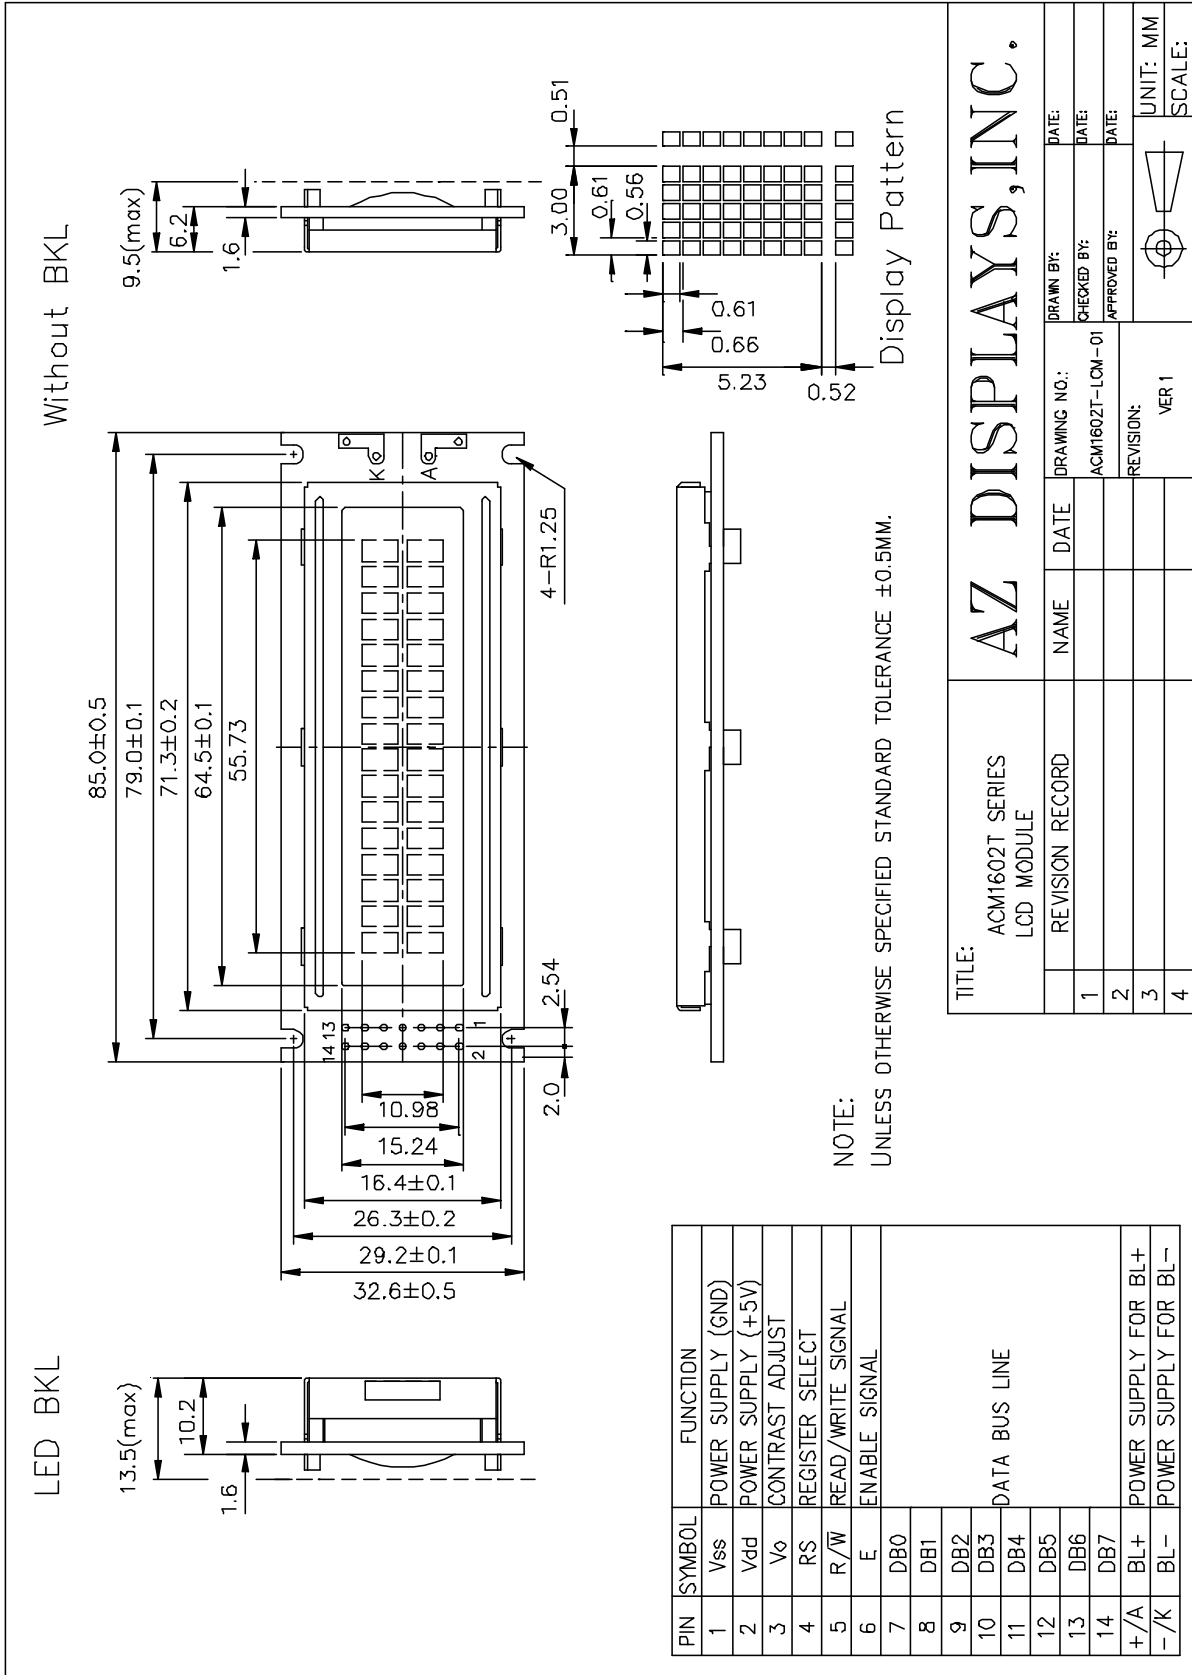 LED BKL
13.5(max)
10.2
1.6
85.0±0.5
79.0±0.1
71.3±0.2
64.5±0.1
55.73
Without BKL
9.5(max)
6.2
1.6
14 13
2 1
K
A
10.98
15.24
16.4±0.1
26.3±0.2
29.2±0.1
32.6±0.5
2.0
2.54
4-R1.25
3.00
0.51
0.61
0.56
0.61
0.66
5.23
0.52
Display Pattern
PIN SYMBOL FUNCTION
1 Vss POWER SUPPLY (GND)
2 Vdd POWER SUPPLY (+5V)
3 Vo CONTRAST ADJUST
4 RS REGISTER SELECT
5 R/W̅ READ/WRITE SIGNAL
6 E ENABLE SIGNAL
7 DB0
8 DB1
9 DB2
10 DB3
DATA BUS LINE
11 DB4
12 DB5
13 DB6
14 DB7
+/A BL+ POWER SUPPLY FOR BL+
-/K BL- POWER SUPPLY FOR BL-
NOTE:
UNLESS OTHERWISE SPECIFIED STANDARD TOLERANCE ±0.5MM.
TITLE:
ACM1602T SERIES
LCD MODULE
AZ DISPLAYS,INC.
REVISION RECORD NAME DATE
1
2
3
4
DRAWING NO.:
ACM1602T-LCM-01
REVISION:
VER 1
DRAWN BY: DATE:
CHECKED BY: DATE:
APPROVED BY: DATE:
UNIT: MM
SCALE: